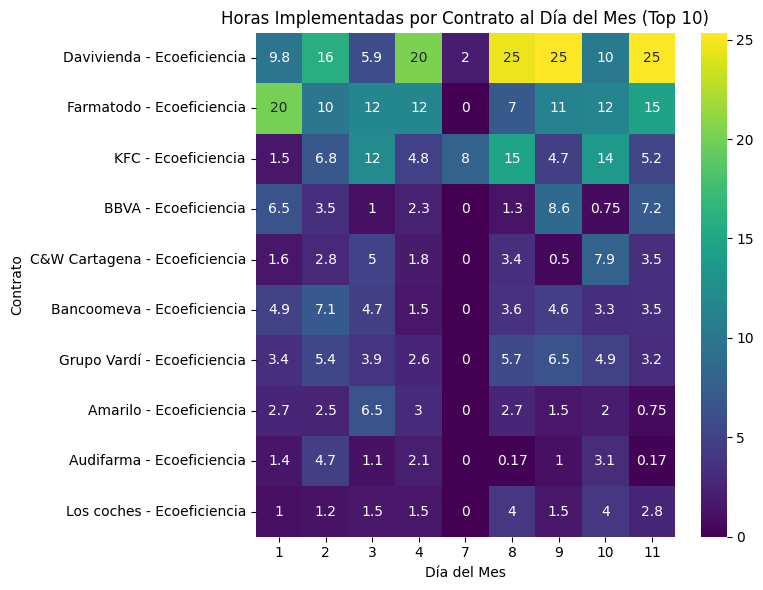 Horas Implementadas por Contrato al Día del Mes (Top 10)
Contrato
Davivienda - Ecoeficiencia 9.8 16 5.9 20 2 25 25 10 25
Farmatodo - Ecoeficiencia 20 10 12 12 0 7 11 12 15
KFC - Ecoeficiencia 1.5 6.8 12 4.8 8 15 4.7 14 5.2
BBVA - Ecoeficiencia 6.5 3.5 1 2.3 0 1.3 8.6 0.75 7.2
C&W Cartagena - Ecoeficiencia 1.6 2.8 5 1.8 0 3.4 0.5 7.9 3.5
Bancoomeva - Ecoeficiencia 4.9 7.1 4.7 1.5 0 3.6 4.6 3.3 3.5
Grupo Vardí - Ecoeficiencia 3.4 5.4 3.9 2.6 0 5.7 6.5 4.9 3.2
Amarilo - Ecoeficiencia 2.7 2.5 6.5 3 0 2.7 1.5 2 0.75
Audifarma - Ecoeficiencia 1.4 4.7 1.1 2.1 0 0.17 1 3.1 0.17
Los coches - Ecoeficiencia 1 1.2 1.5 1.5 0 4 1.5 4 2.8
1 2 3 4 7 8 9 10 11
Día del Mes
25
20
15
10
5
0